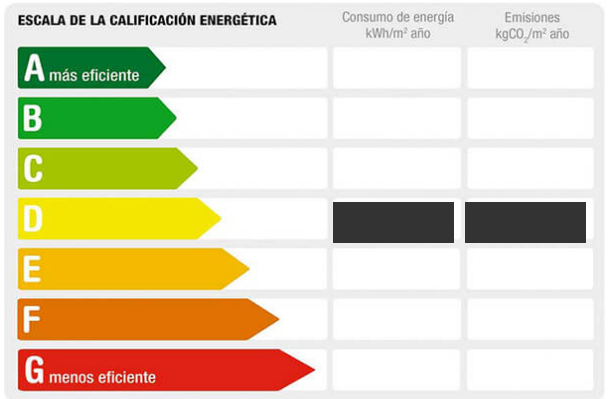 ESCALA DE LA CALIFICACIÓN ENERGÉTICA
Consumo de energía
kWh/m² año
Emisiones
kgCO₂/m² año
A más eficiente
B
C
D
E
F
G menos eficiente